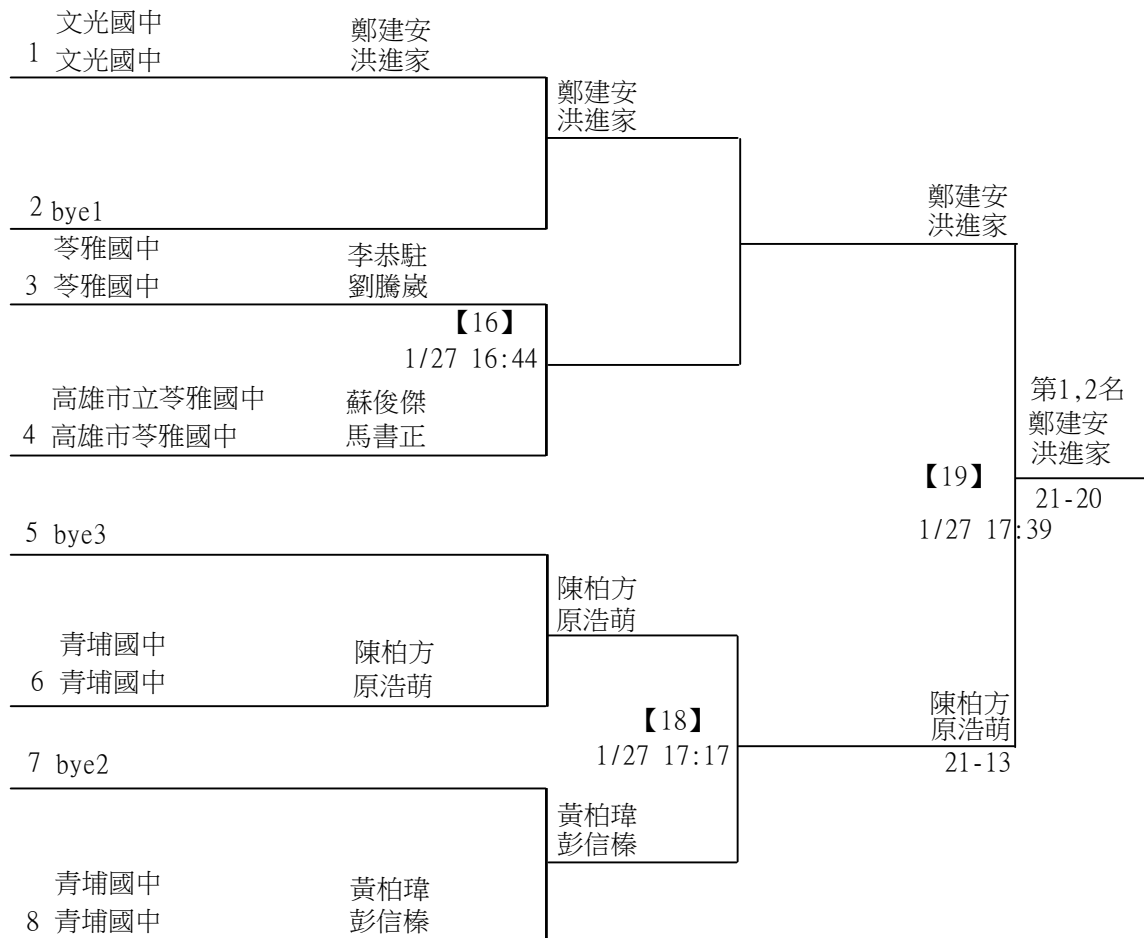 文光國中 鄭建安
1 文光國中 洪進家
鄭建安
洪進家
2 bye1
鄭建安
洪進家
苓雅國中 李恭駐
3 苓雅國中 劉騰崴
【16】
1/27 16:44
高雄市立苓雅國中 蘇俊傑
4 高雄市苓雅國中 馬書正
第1,2名
鄭建安
洪進家
【19】
21-20
1/27 17:39
5 bye3
陳柏方
原浩萌
青埔國中 陳柏方
6 青埔國中 原浩萌
【18】
1/27 17:17
陳柏方
原浩萌
21-13
7 bye2
黃柏瑋
彭信榛
青埔國中 黃柏瑋
8 青埔國中 彭信榛